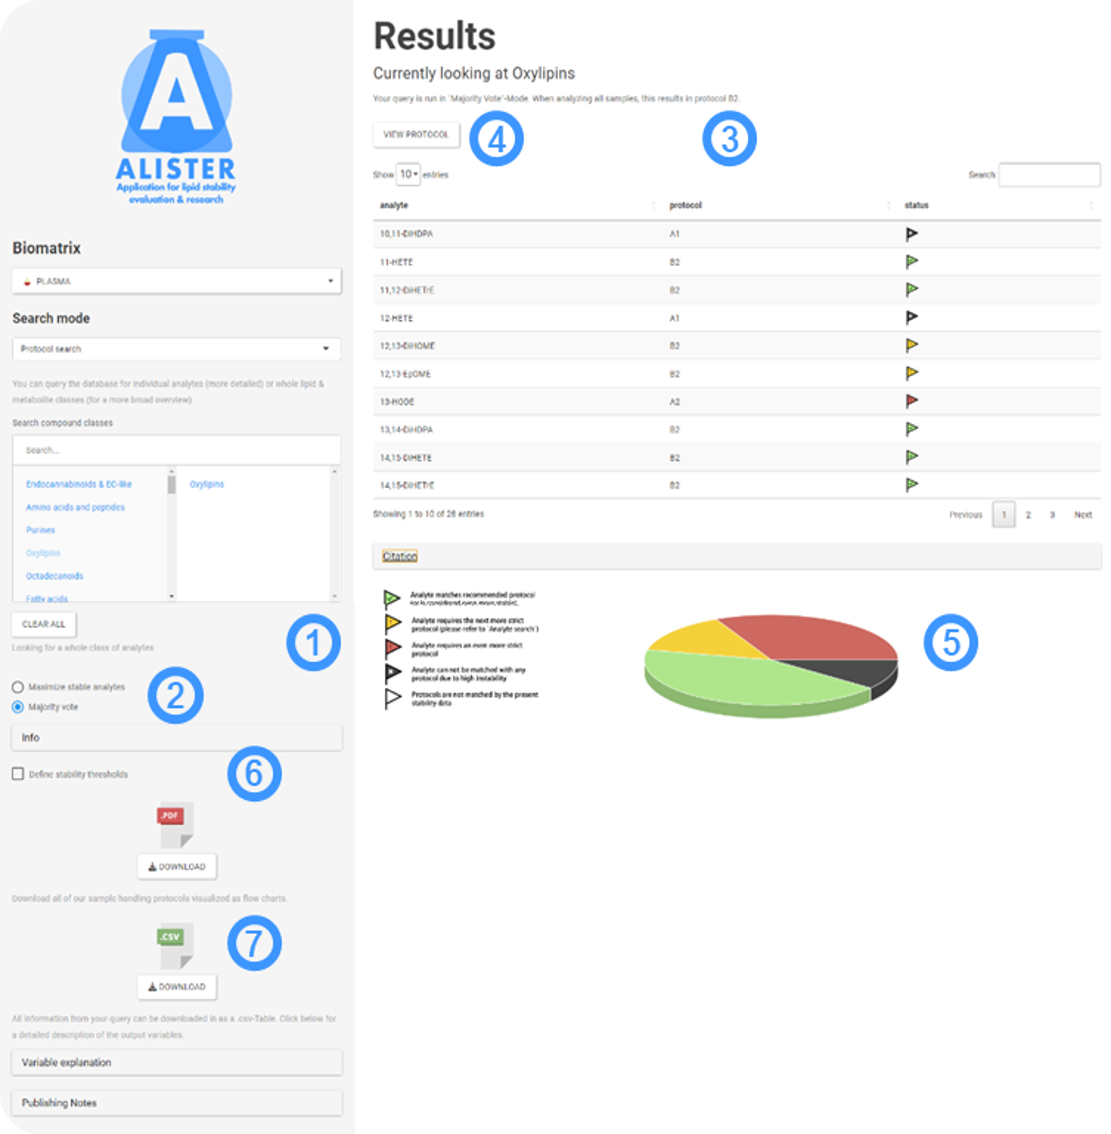 A
ALISTER
Application for lipid stability
evaluation & research
Biomatrix
PLASMA
Search mode
Protocol search
You can query the database for individual analytes (more detailed) or whole lipid &
metabolite classes (for a more broad overview).
Search compound classes
Search...
Endocannabinoids & EC-like
Amino acids and peptides
Purines
Oxylipins
Octadecanoids
Fatty acids
Oxylipins
CLEAR ALL
1
Looking for a whole class of analytes
Maximize stable analytes
Majority vote
2
Info
6
Define stability thresholds
.PDF
DOWNLOAD
Download all of our sample handling protocols visualized as flow charts.
.CSV
7
DOWNLOAD
All information from your query can be downloaded in as a .csv-Table. Click below for
a detailed description of the output variables.
Variable explanation
Publishing Notes
Results
Currently looking at Oxylipins
Your query is run in 'Majority Vote'-Mode. When analyzing all samples, this results in protocol B2.
VIEW PROTOCOL
4
3
Show 10 entries
Search
analyte protocol status
10,11-DiHDPA A1
11-HETE B2
11,12-DiHETrE B2
12-HETE A1
12,13-DiHOME B2
12,13-EpOME B2
13-HODE A2
13,14-DiHDPA B2
14,15-DiHETE B2
14,15-DiHETrE B2
Showing 1 to 10 of 26 entries
Previous 1 2 3 Next
Citation
Analyte matches recommended protocol
(or is considered even more stable).
Analyte requires the next more strict
protocol (please refer to 'Analyte search')
Analyte requires an even more strict
protocol
Analyte can not be matched with any
protocol due to high instability
Protocols are not matched by the present
stability data
5